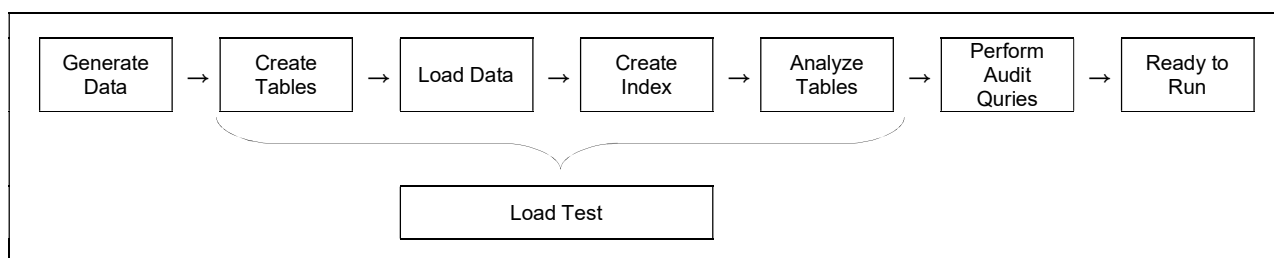 Generate
Data
→
Create
Tables
→
Load Data
→
Create
Index
→
Analyze
Tables
→
Perform
Audit
Quries
→
Ready to
Run
Load Test